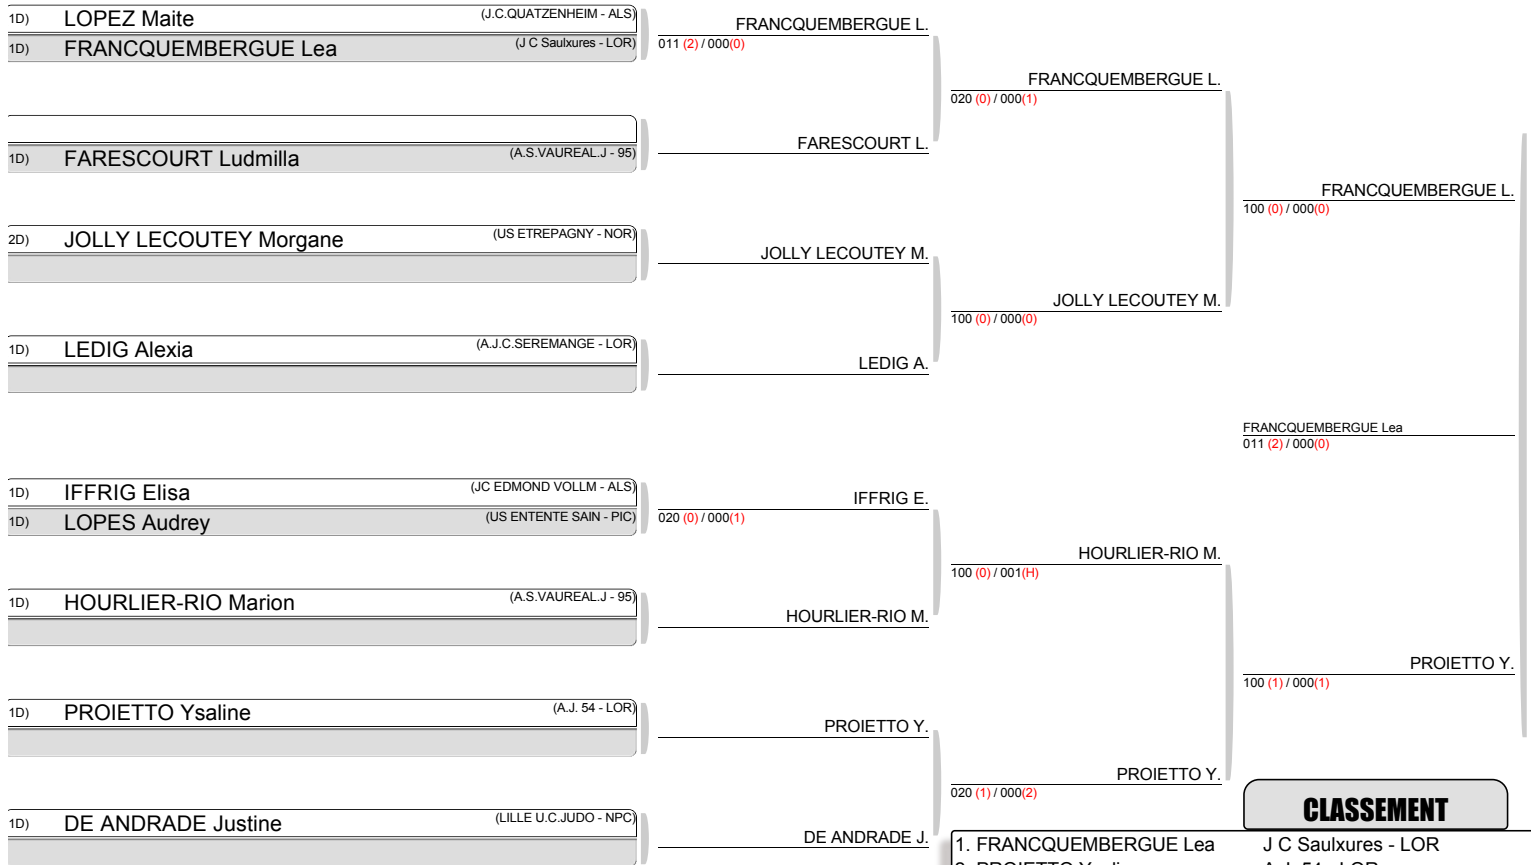 1D) LOPEZ Maite (J.C.QUATZENHEIM - ALS)
1D) FRANCQUEMBERGUE Lea (J C Saulxures - LOR)
1D) FARESCOURT Ludmilla (A.S.VAUREAL.J - 95)
2D) JOLLY LECOUTEY Morgane (US ETREPAGNY - NOR)
1D) LEDIG Alexia (A.J.C.SEREMANGE - LOR)
1D) IFFRIG Elisa (JC EDMOND VOLLM - ALS)
1D) LOPES Audrey (US ENTENTE SAIN - PIC)
1D) HOURLIER-RIO Marion (A.S.VAUREAL.J - 95)
1D) PROIETTO Ysaline (A.J. 54 - LOR)
1D) DE ANDRADE Justine (LILLE U.C.JUDO - NPC)
FRANCQUEMBERGUE L.
011 (2) / 000(0)
FARESCOURT L.
JOLLY LECOUTEY M.
LEDIG A.
IFFRIG E.
020 (0) / 000(1)
HOURLIER-RIO M.
PROIETTO Y.
DE ANDRADE J.
FRANCQUEMBERGUE L.
020 (0) / 000(1)
JOLLY LECOUTEY M.
100 (0) / 000(0)
HOURLIER-RIO M.
100 (0) / 001(H)
PROIETTO Y.
020 (1) / 000(2)
FRANCQUEMBERGUE L.
100 (0) / 000(0)
FRANCQUEMBERGUE Lea
011 (2) / 000(0)
PROIETTO Y.
100 (1) / 000(1)
CLASSEMENT
1. FRANCQUEMBERGUE Lea J C Saulxures - LOR
2. PROIETTO Ysaline A.J. 54 - LOR